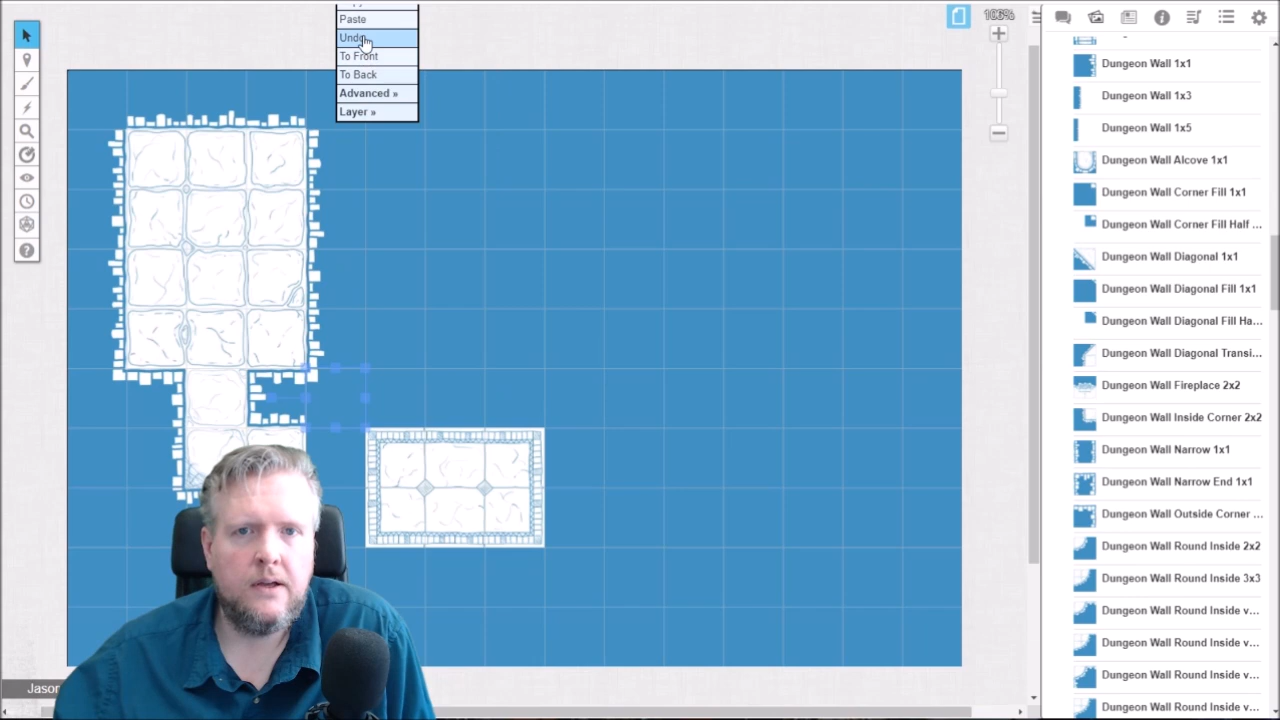 Paste
Undo
To Front
To Back
Advanced »
Layer »
100%
Dungeon Wall 1x1
Dungeon Wall 1x3
Dungeon Wall 1x5
Dungeon Wall Alcove 1x1
Dungeon Wall Corner Fill 1x1
Dungeon Wall Corner Fill Half ...
Dungeon Wall Diagonal 1x1
Dungeon Wall Diagonal Fill 1x1
Dungeon Wall Diagonal Fill Ha...
Dungeon Wall Diagonal Transi...
Dungeon Wall Fireplace 2x2
Dungeon Wall Inside Corner 2x2
Dungeon Wall Narrow 1x1
Dungeon Wall Narrow End 1x1
Dungeon Wall Outside Corner ...
Dungeon Wall Round Inside 2x2
Dungeon Wall Round Inside 3x3
Dungeon Wall Round Inside v...
Dungeon Wall Round Inside v...
Dungeon Wall Round Inside v...
Dungeon Wall Round Inside v...
Jason